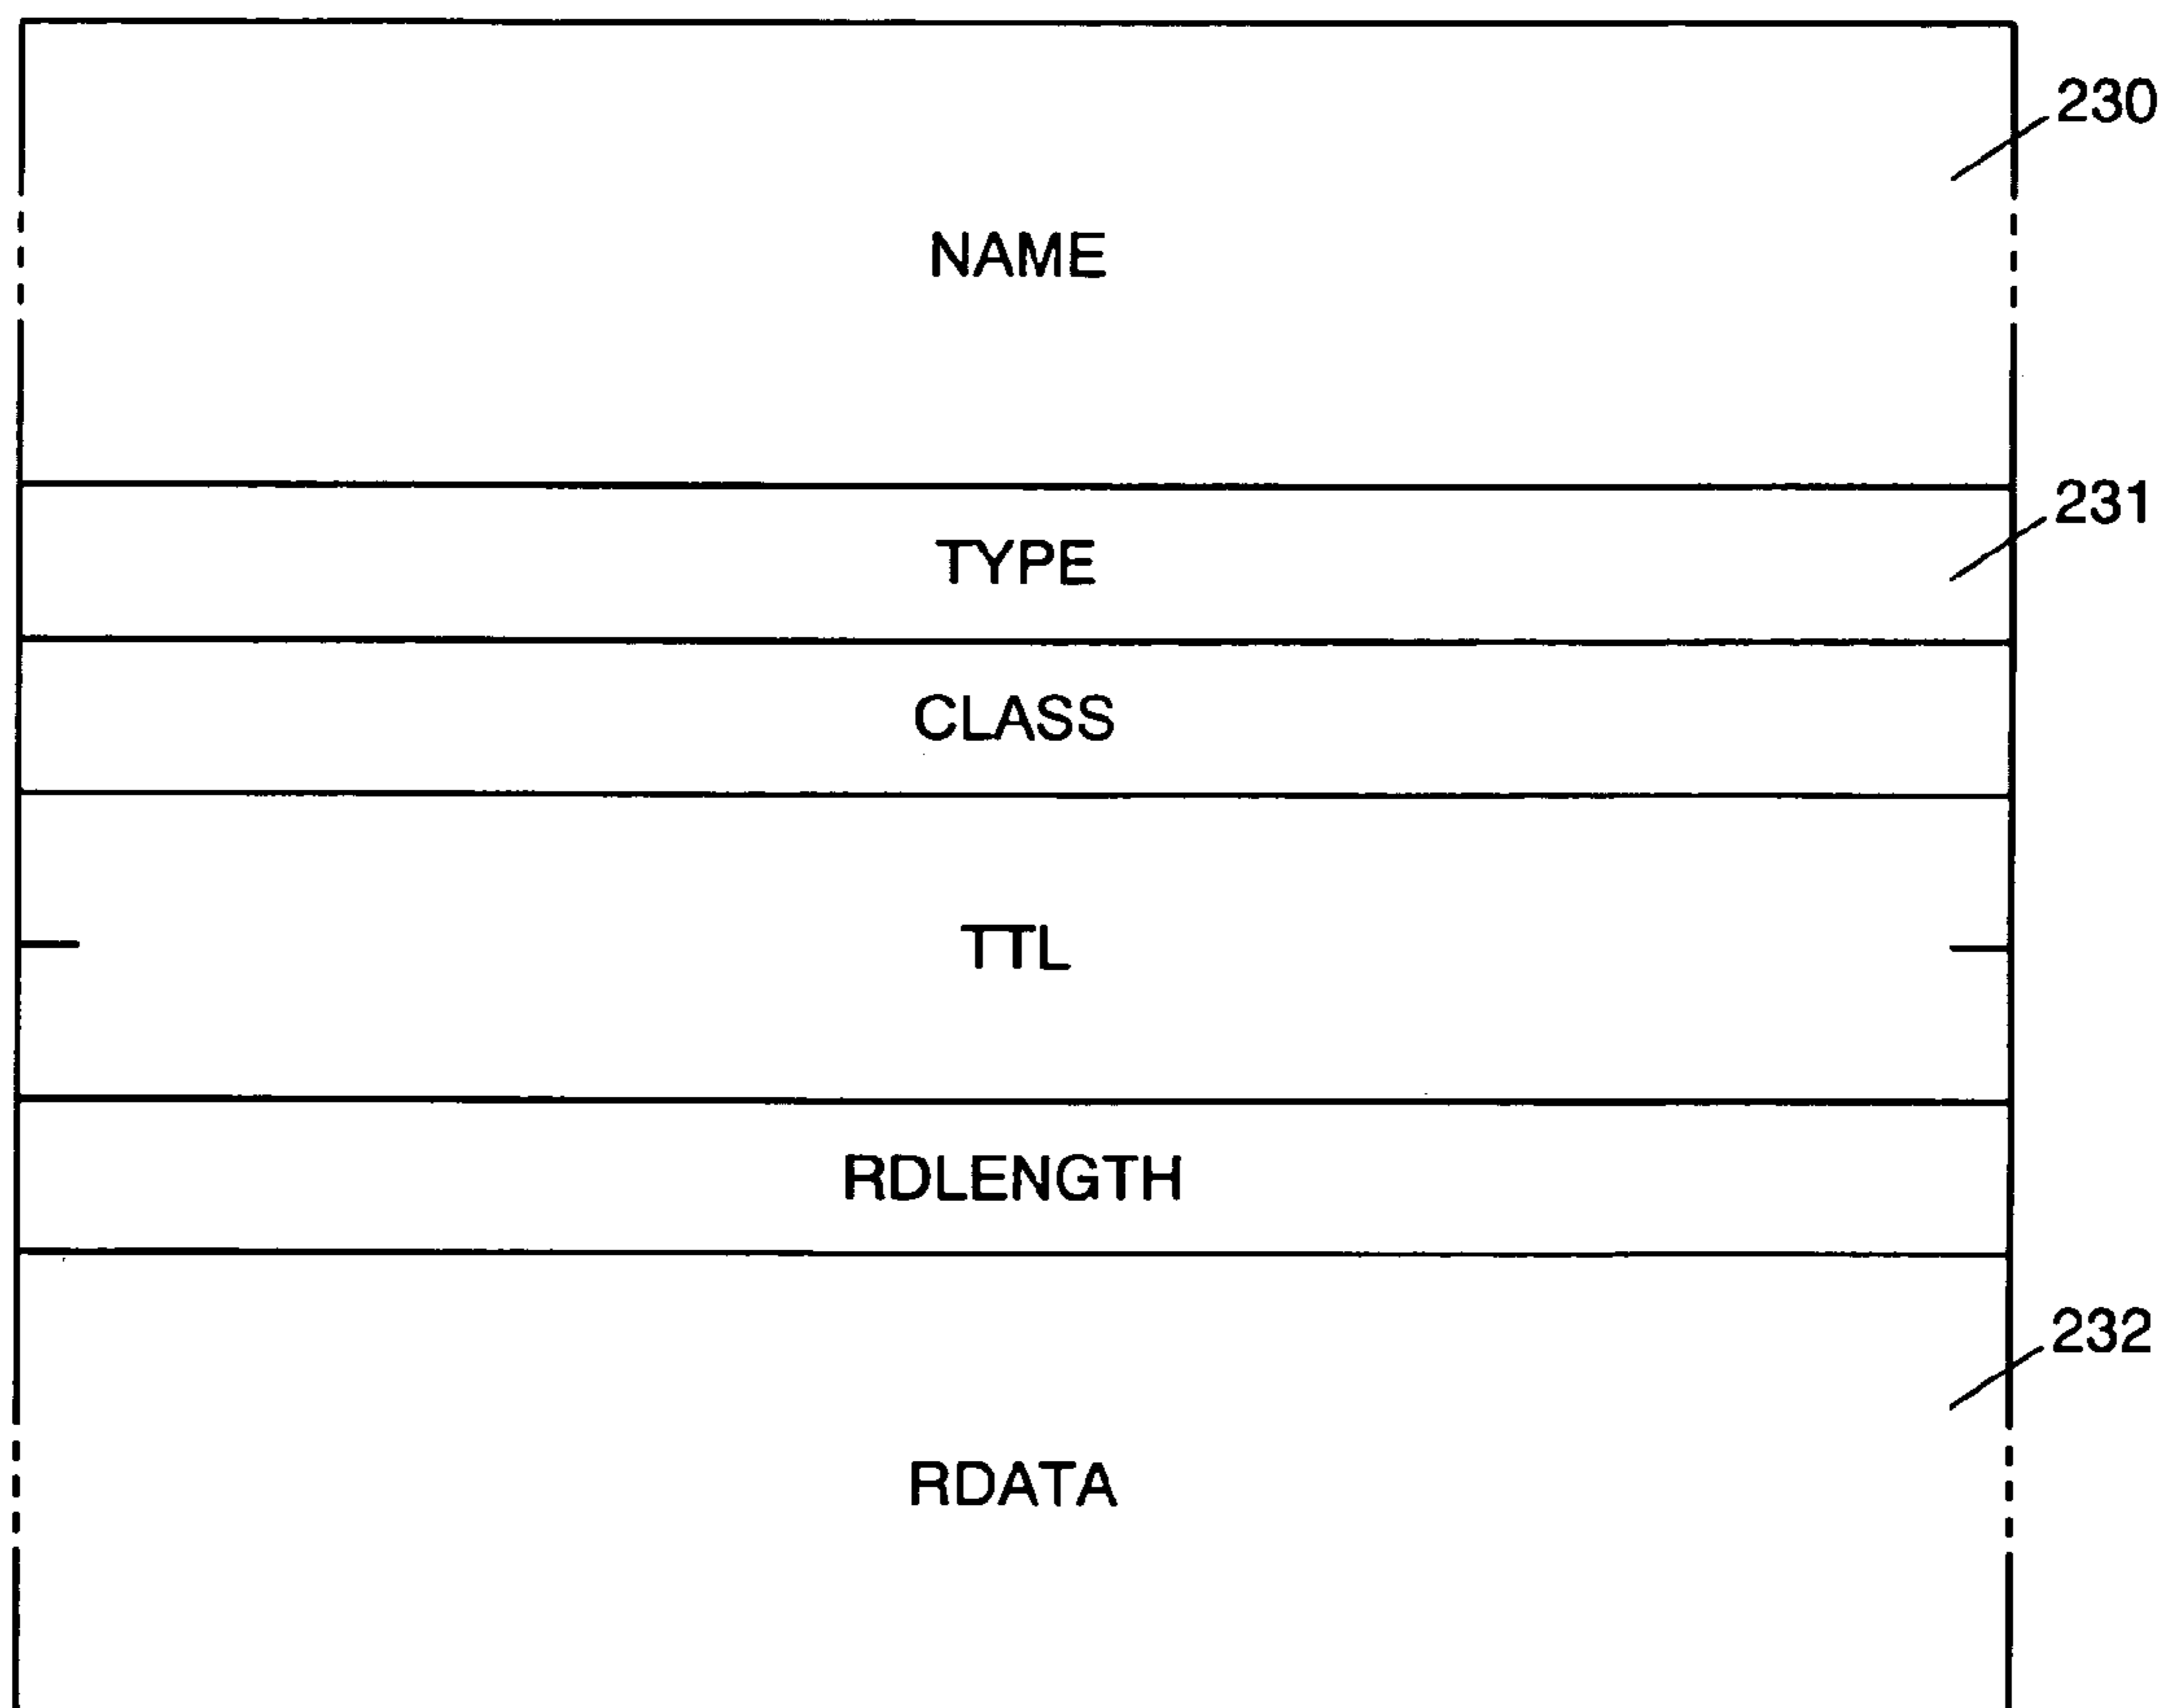 230
NAME
231
TYPE
CLASS
TTL
RDLENGTH
232
RDATA